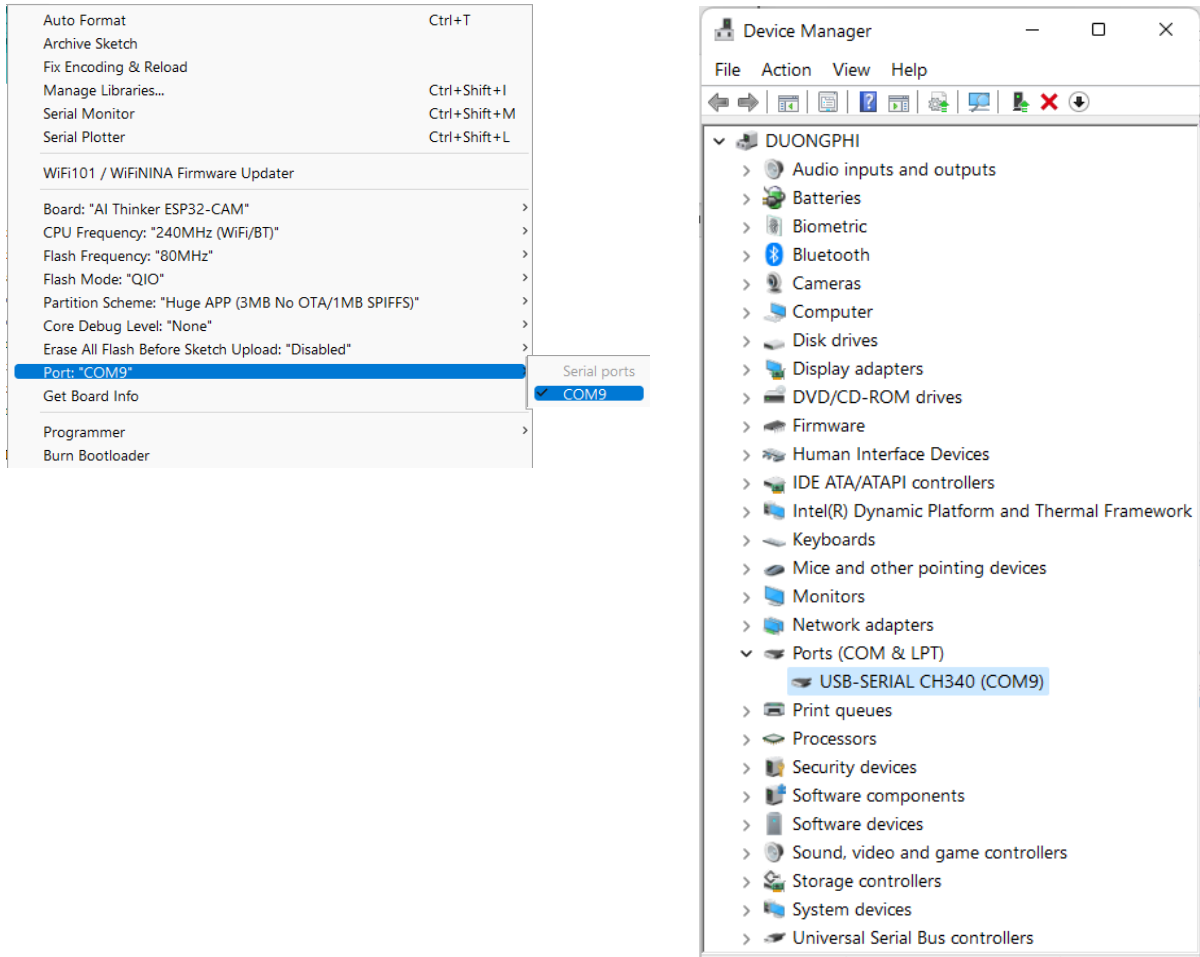 Auto Format Ctrl+T
Archive Sketch
Fix Encoding & Reload
Manage Libraries... Ctrl+Shift+I
Serial Monitor Ctrl+Shift+M
Serial Plotter Ctrl+Shift+L
WiFi101 / WiFiNINA Firmware Updater
Board: "AI Thinker ESP32-CAM"
CPU Frequency: "240MHz (WiFi/BT)"
Flash Frequency: "80MHz"
Flash Mode: "QIO"
Partition Scheme: "Huge APP (3MB No OTA/1MB SPIFFS)"
Core Debug Level: "None"
Erase All Flash Before Sketch Upload: "Disabled"
Port: "COM9"
Get Board Info
Programmer
Burn Bootloader
Serial ports
COM9
Device Manager
File Action View Help
DUONGPHI
Audio inputs and outputs
Batteries
Biometric
Bluetooth
Cameras
Computer
Disk drives
Display adapters
DVD/CD-ROM drives
Firmware
Human Interface Devices
IDE ATA/ATAPI controllers
Intel(R) Dynamic Platform and Thermal Framework
Keyboards
Mice and other pointing devices
Monitors
Network adapters
Ports (COM & LPT)
USB-SERIAL CH340 (COM9)
Print queues
Processors
Security devices
Software components
Software devices
Sound, video and game controllers
Storage controllers
System devices
Universal Serial Bus controllers